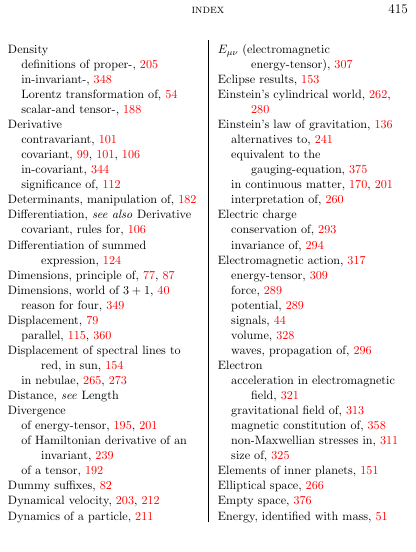 INDEX 415
Density
definitions of proper-, 205
in-invariant-, 348
Lorentz transformation of, 54
scalar-and tensor-, 188
Derivative
contravariant, 101
covariant, 99, 101, 106
in-covariant, 344
significance of, 112
Determinants, manipulation of, 182
Differentiation, see also Derivative
covariant, rules for, 106
Differentiation of summed
expression, 124
Dimensions, principle of, 77, 87
Dimensions, world of 3 + 1, 40
reason for four, 349
Displacement, 79
parallel, 115, 360
Displacement of spectral lines to
red, in sun, 154
in nebulae, 265, 273
Distance, see Length
Divergence
of energy-tensor, 195, 201
of Hamiltonian derivative of an
invariant, 239
of a tensor, 192
Dummy suffixes, 82
Dynamical velocity, 203, 212
Dynamics of a particle, 211
Eμν (electromagnetic
energy-tensor), 307
Eclipse results, 153
Einstein's cylindrical world, 262,
280
Einstein's law of gravitation, 136
alternatives to, 241
equivalent to the
gauging-equation, 375
in continuous matter, 170, 201
interpretation of, 260
Electric charge
conservation of, 293
invariance of, 294
Electromagnetic action, 317
energy-tensor, 309
force, 289
potential, 289
signals, 44
volume, 328
waves, propagation of, 296
Electron
acceleration in electromagnetic
field, 321
gravitational field of, 313
magnetic constitution of, 358
non-Maxwellian stresses in, 311
size of, 325
Elements of inner planets, 151
Elliptical space, 266
Empty space, 376
Energy, identified with mass, 51